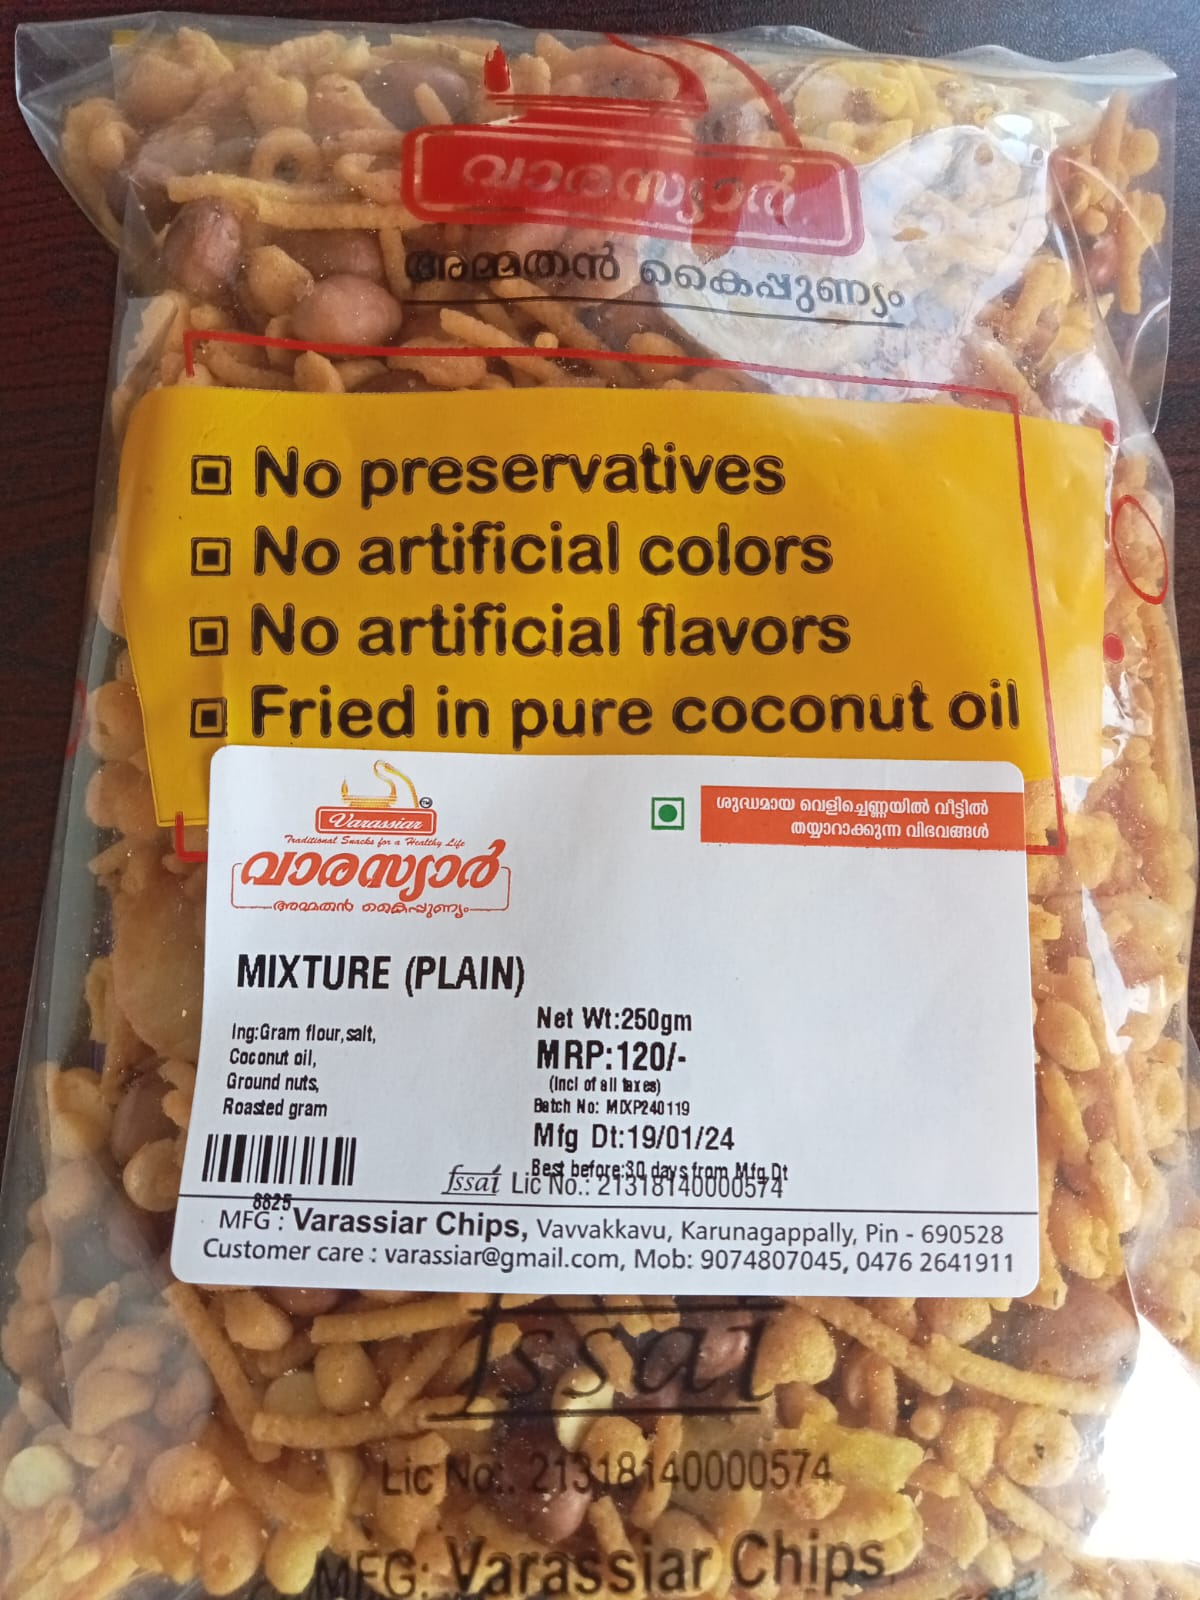 വാരസ്യാർ
അമ്മതൻ കൈപ്പുണ്യം
No preservatives
No artificial colors
No artificial flavors
Fried in pure coconut oil
Varassiar TM
Traditional Snacks for a Healthy Life
വാരസ്യാർ
അമ്മതൻ കൈപ്പുണ്യം
ശുദ്ധമായ വെളിച്ചെണ്ണയിൽ വീട്ടിൽ
തയ്യാറാക്കുന്ന വിഭവങ്ങൾ
MIXTURE (PLAIN)
Ing:Gram flour,salt,
Coconut oil,
Ground nuts,
Roasted gram
8825
Net Wt:250gm
MRP:120/-
(Incl of all taxes)
Batch No: MIXP240119
Mfg Dt:19/01/24
Best before:30 days from Mfg.Dt
fssai Lic No.: 21318140000574
MFG : Varassiar Chips, Vavvakkavu, Karunagappally, Pin - 690528
Customer care : varassiar@gmail.com, Mob: 9074807045, 0476 2641911
fssai
Lic No.. 21318140000574
MFG: Varassiar Chips,